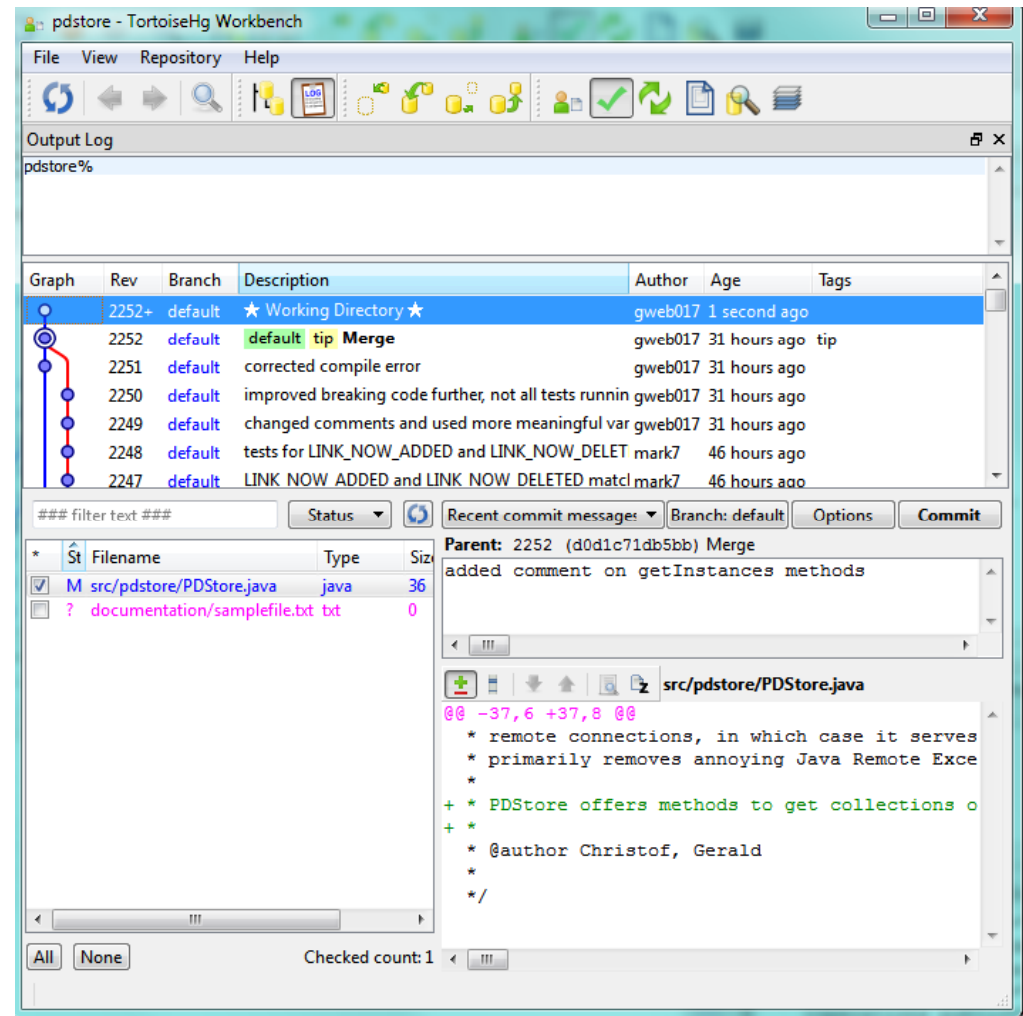 pdstore - TortoiseHg Workbench
File View Repository Help
LOG
Output Log
pdstore%
Graph Rev Branch Description Author Age Tags
2252+ default ★ Working Directory ★ gweb017 1 second ago
2252 default default tip Merge gweb017 31 hours ago tip
2251 default corrected compile error gweb017 31 hours ago
2250 default improved breaking code further, not all tests runnin gweb017 31 hours ago
2249 default changed comments and used more meaningful var gweb017 31 hours ago
2248 default tests for LINK_NOW_ADDED and LINK_NOW_DELET mark7 46 hours ago
2247 default LINK_NOW_ADDED and LINK_NOW_DELETED matcl mark7 46 hours ago
### filter text ### Status Recent commit messages Branch: default Options Commit
Parent: 2252 (d0d1c71db5bb) Merge
* St Filename Type Size
added comment on getInstances methods
M src/pdstore/PDStore.java java 36
? documentation/samplefile.txt txt 0
src/pdstore/PDStore.java
@@ -37,6 +37,8 @@
* remote connections, in which case it serves
* primarily removes annoying Java Remote Exce
*
+ * PDStore offers methods to get collections o
+ *
* @author Christof, Gerald
*
*/
All None Checked count: 1